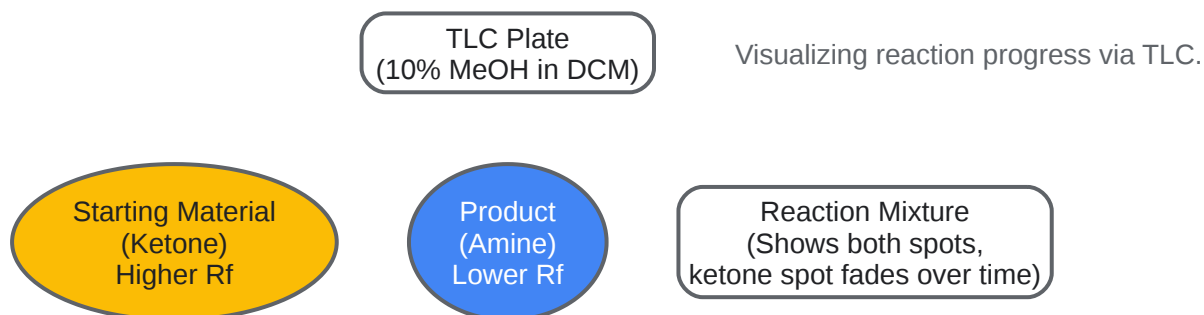 TLC Plate
(10% MeOH in DCM)
Visualizing reaction progress via TLC.
Starting Material
(Ketone)
Higher Rf
Product
(Amine)
Lower Rf
Reaction Mixture
(Shows both spots,
ketone spot fades over time)